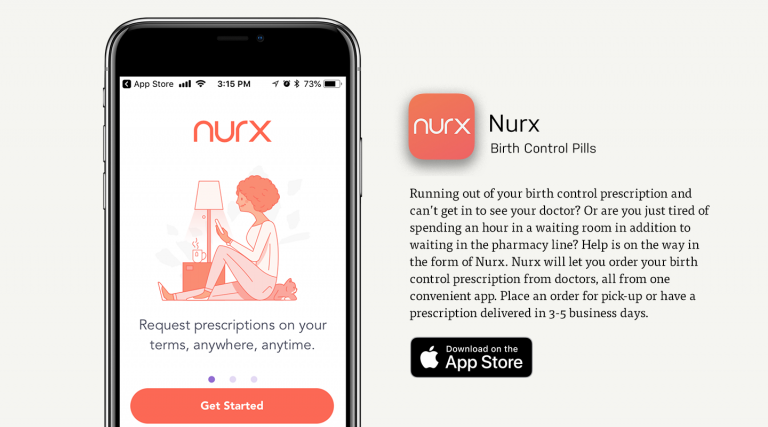 App Store 3:15 PM 73%
nurx
Request prescriptions on your
terms, anywhere, anytime.
Get Started
nurx
Nurx
Birth Control Pills
Running out of your birth control prescription and
can't get in to see your doctor? Or are you just tired of
spending an hour in a waiting room in addition to
waiting in the pharmacy line? Help is on the way in
the form of Nurx. Nurx will let you order your birth
control prescription from doctors, all from one
convenient app. Place an order for pick-up or have a
prescription delivered in 3-5 business days.
Download on the
App Store